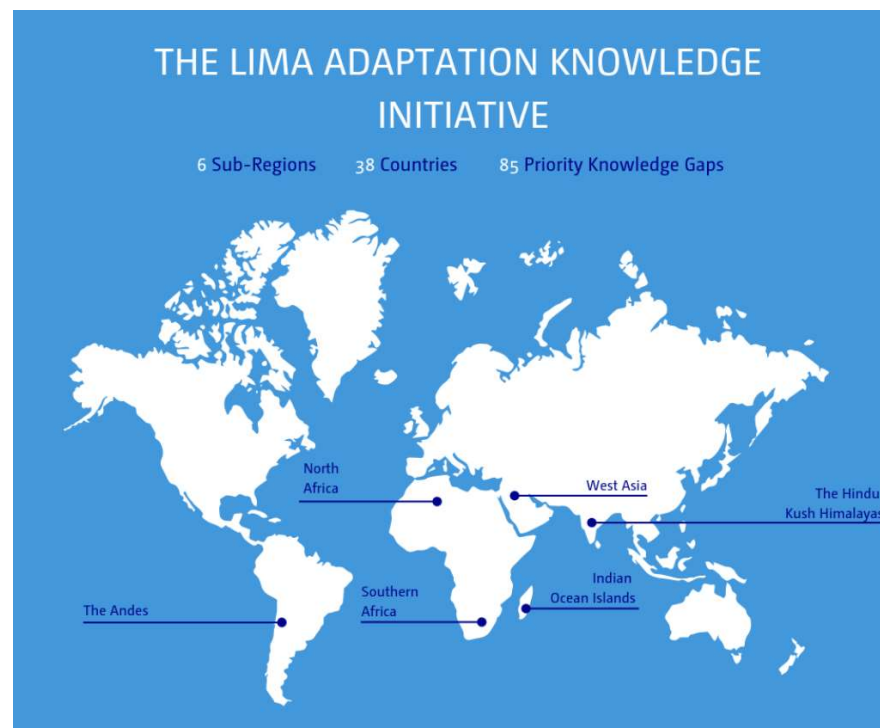 THE LIMA ADAPTATION KNOWLEDGE
INITIATIVE
6 Sub-Regions 38 Countries 85 Priority Knowledge Gaps
North
Africa
West Asia
The Hindu
Kush Himalayas
Southern
Africa
Indian
Ocean Islands
The Andes